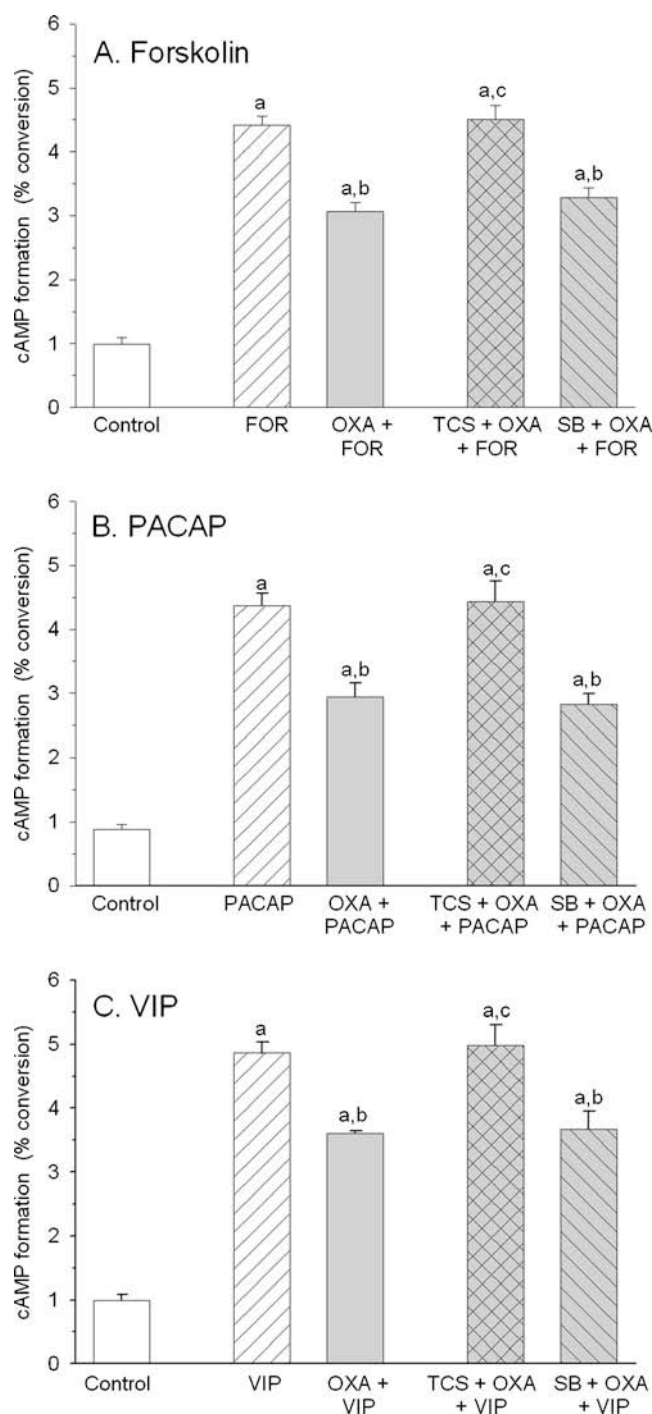 A. Forskolin
cAMP formation (% conversion)
6
5
4
3
2
1
0
a
a,b
a,c
a,b
Control
FOR
OXA +
FOR
TCS + OXA
+ FOR
SB + OXA
+ FOR
B. PACAP
cAMP formation (% conversion)
6
5
4
3
2
1
0
a
a,b
a,c
a,b
Control
PACAP
OXA +
PACAP
TCS + OXA
+ PACAP
SB + OXA
+ PACAP
C. VIP
cAMP formation (% conversion)
6
5
4
3
2
1
0
a
a,b
a,c
a,b
Control
VIP
OXA +
VIP
TCS + OXA
+ VIP
SB + OXA
+ VIP